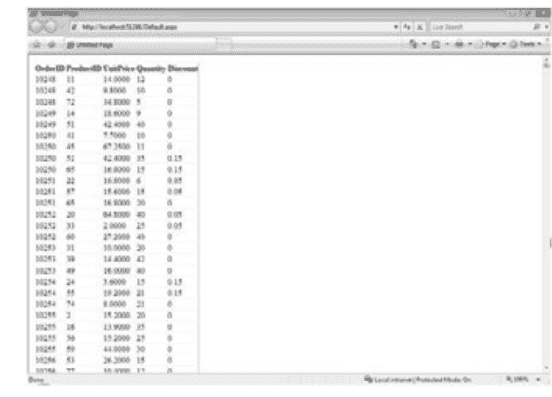 Untitled Page
Live Search
Untitled Page
Page Tools
OrderID ProductID UnitPrice Quantity Discount
10248 11 14.0000 12 0
10248 42 9.8000 10 0
10248 72 34.8000 5 0
10249 14 18.6000 9 0
10249 51 42.4000 40 0
10250 41 7.7000 10 0
10250 51 42.4000 35 0.15
10250 65 16.8000 15 0.15
10251 22 16.8000 6 0.05
10251 57 15.6000 15 0.05
10251 65 16.8000 20 0
10252 20 64.8000 40 0.05
10252 33 2.0000 25 0.05
10252 60 27.2000 40 0
10253 31 10.0000 20 0
10253 39 14.4000 42 0
10253 49 16.0000 40 0
10254 24 3.6000 15 0.15
10254 55 19.2000 21 0.15
10254 74 8.0000 21 0
10255 2 15.2000 20 0
10255 16 13.9000 35 0
10255 36 15.2000 25 0
10255 59 44.0000 30 0
10256 53 26.2000 15 0
10256 77 10.4000 12 0
Done Local intranet | Protected Mode: On 100%